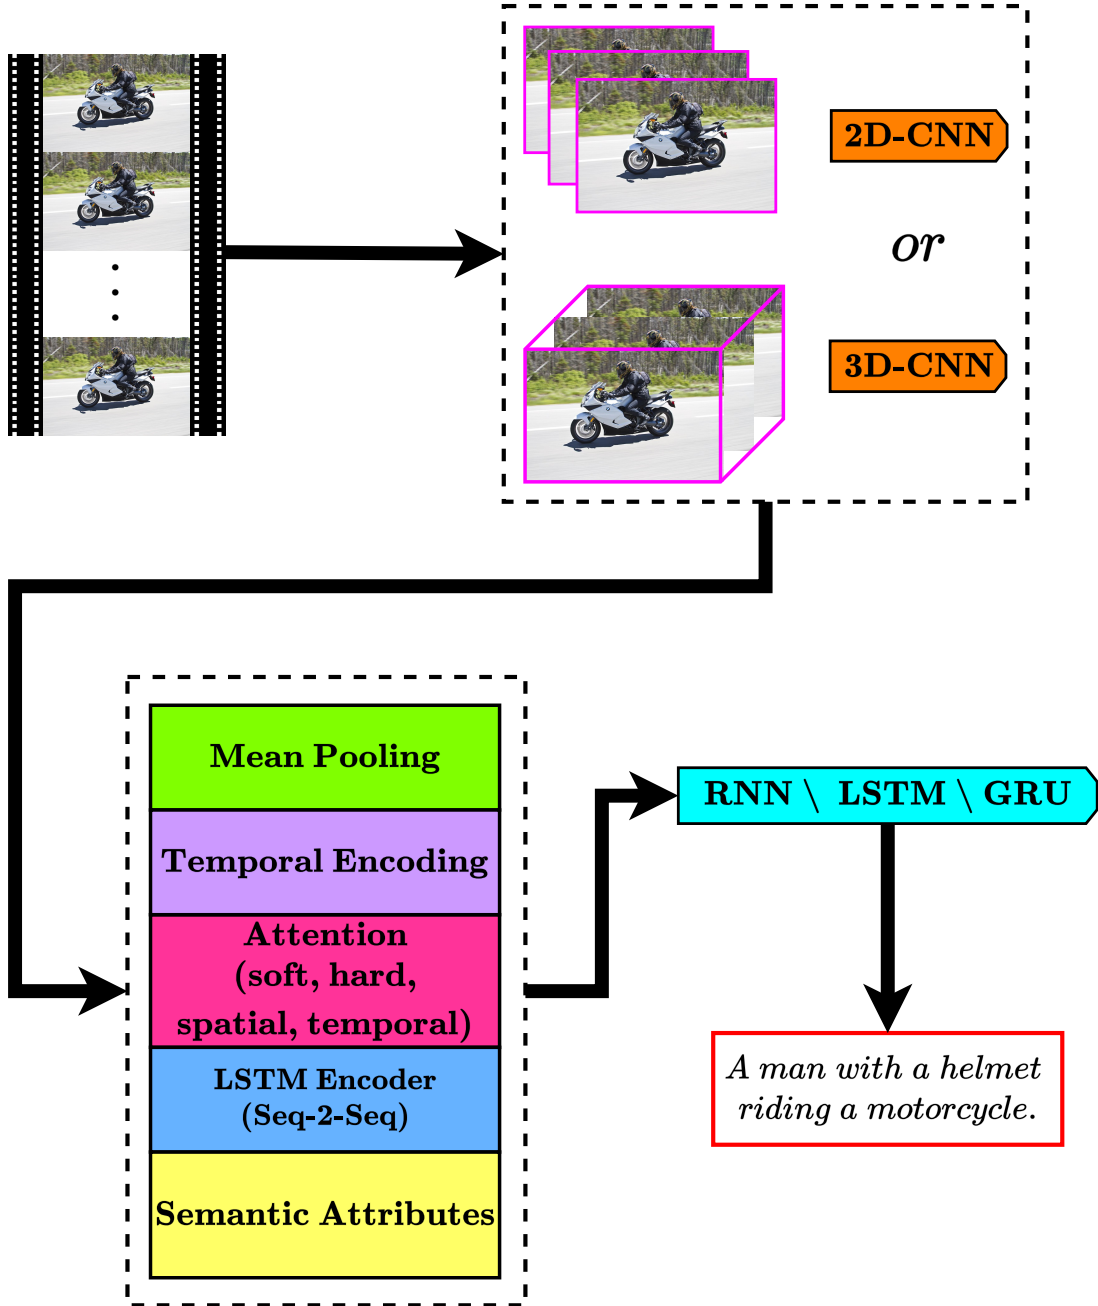 2D-CNN
or
3D-CNN
Mean Pooling
Temporal Encoding
Attention
(soft, hard,
spatial, temporal)
LSTM Encoder
(Seq-2-Seq)
Semantic Attributes
RNN \ LSTM \ GRU
A man with a helmet
riding a motorcycle.